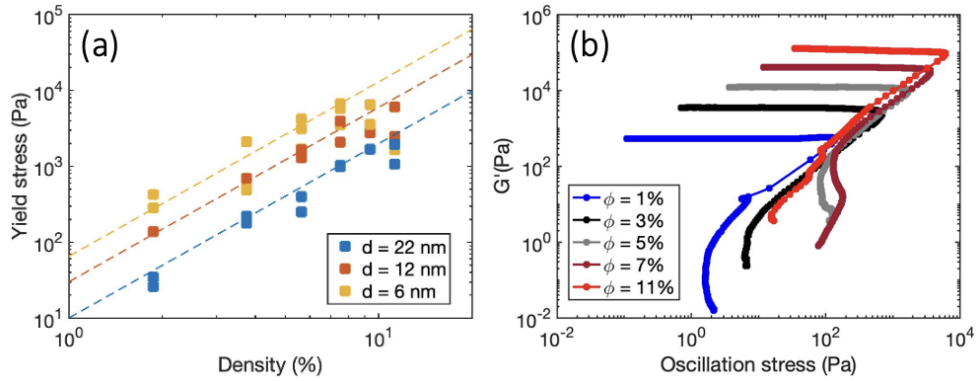 (a)
Yield stress (Pa)
10^5
10^4
10^3
10^2
10^1
10^0
10^1
Density (%)
d = 22 nm
d = 12 nm
d = 6 nm
(b)
G'(Pa)
10^6
10^4
10^2
10^0
10^-2
10^-2
10^0
10^2
10^4
Oscillation stress (Pa)
ϕ = 1%
ϕ = 3%
ϕ = 5%
ϕ = 7%
ϕ = 11%